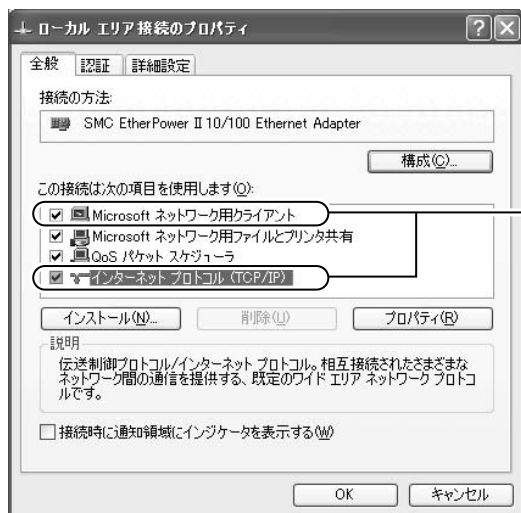 ローカル エリア接続のプロパティ
全般 認証 詳細設定
接続の方法:
SMC EtherPower II 10/100 Ethernet Adapter
構成(C)...
この接続は次の項目を使用します(O):
Microsoft ネットワーク用クライアント
Microsoft ネットワーク用ファイルとプリンタ共有
QoS パケット スケジューラ
インターネット プロトコル (TCP/IP)
インストール(N)... 削除(U) プロパティ(R)
説明
伝送制御プロトコル/インターネット プロトコル。相互接続されたさまざまな
ネットワーク間の通信を提供する、既定のワイド エリア ネットワーク プロトコ
ルです。
接続時に通知領域にインジケータを表示する(W)
OK キャンセル